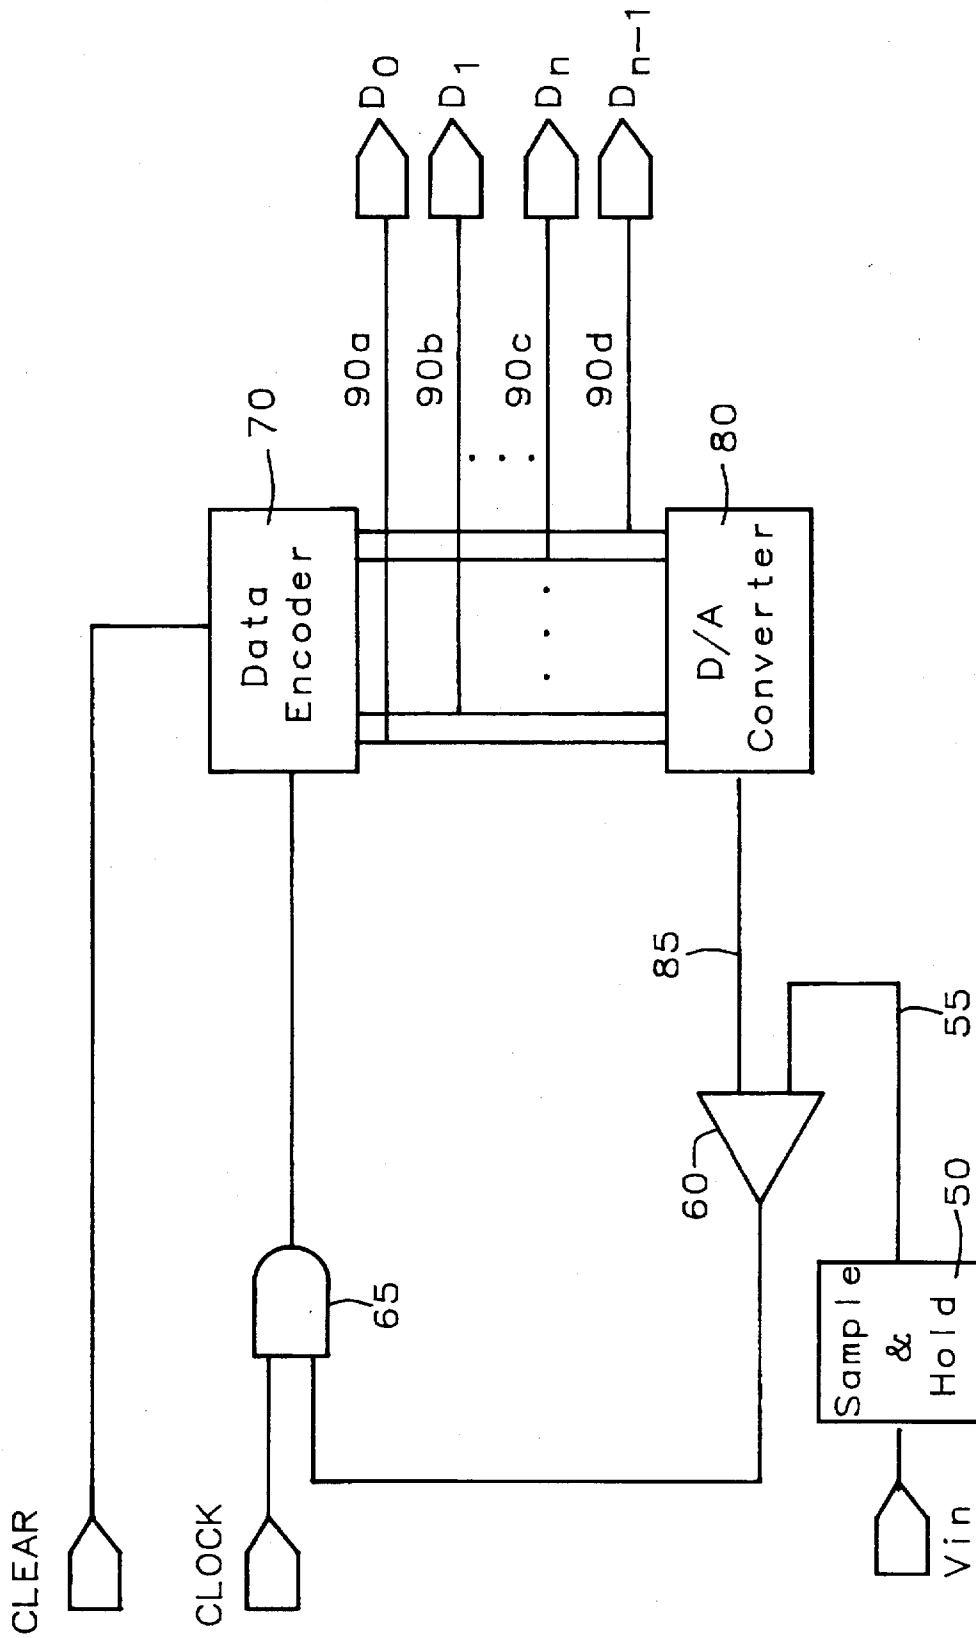 CLEAR
CLOCK
65
Data
Encoder
70
90a
90b
90c
90d
D0
D1
Dn
Dn-1
. . .
. . .
D/A
Converter
80
85
60
55
Sample
&
Hold
50
Vin